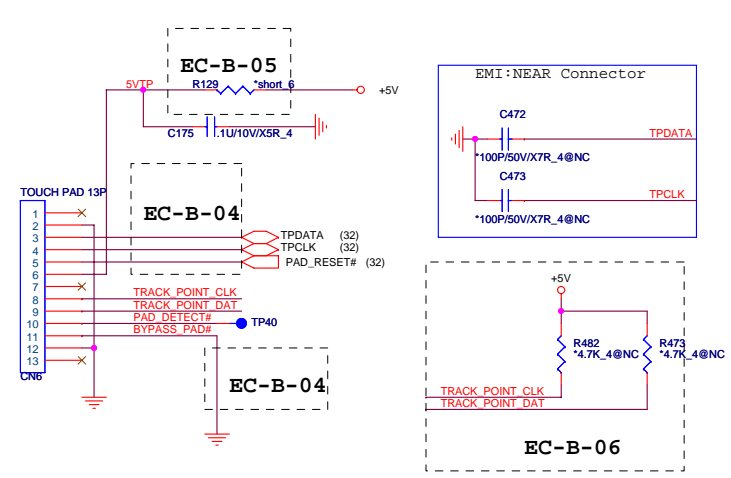 EC-B-05
R129
*short_6
5VTP
+5V
C175
.1U/10V/X5R_4
EMI:NEAR Connector
C472
TPDATA
*100P/50V/X7R_4@NC
C473
TPCLK
*100P/50V/X7R_4@NC
TOUCH PAD 13P
EC-B-04
1
2
3
4
5
6
7
8
9
10
11
12
13
CN6
TPDATA (32)
TPCLK (32)
PAD_RESET# (32)
TRACK_POINT_CLK
TRACK_POINT_DAT
PAD_DETECT#
TP40
BYPASS_PAD#
EC-B-04
+5V
R482
*4.7K_4@NC
R473
*4.7K_4@NC
TRACK_POINT_CLK
TRACK_POINT_DAT
EC-B-06